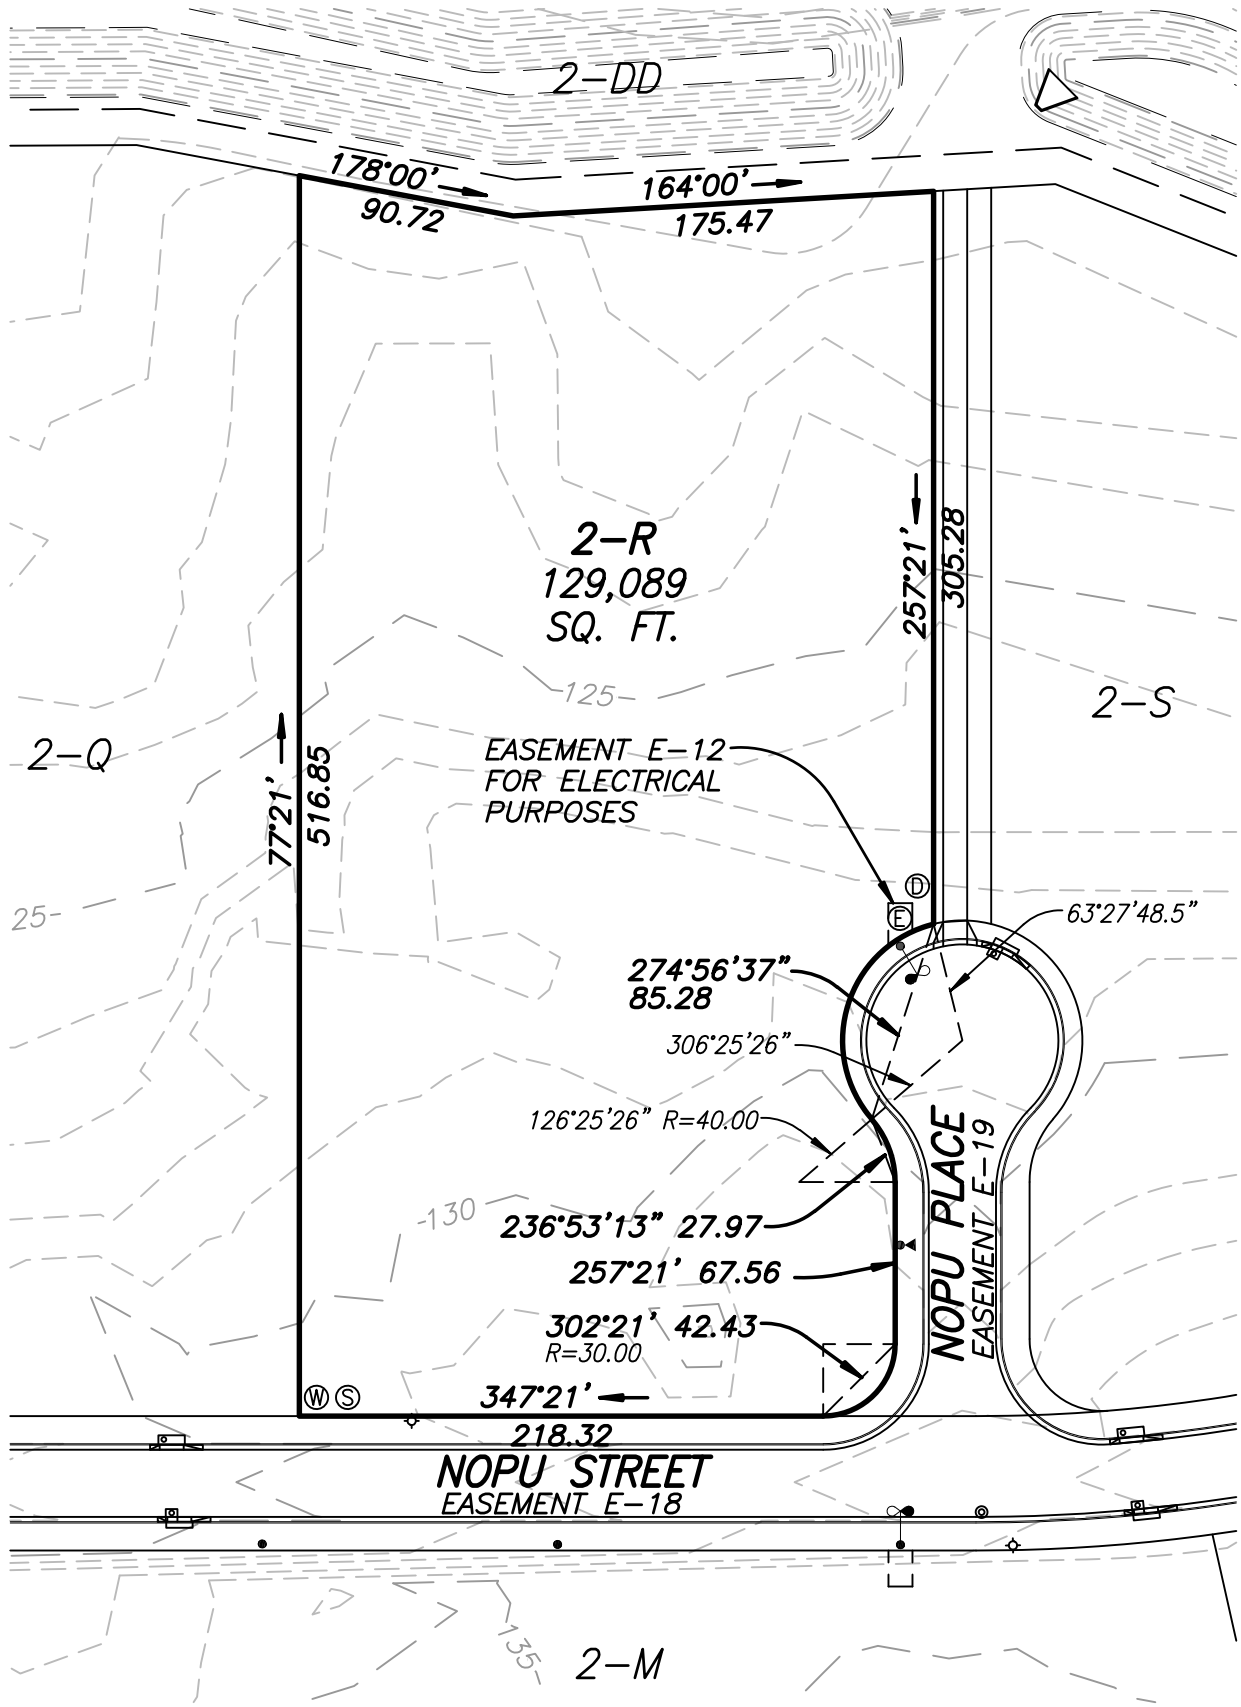 2-DD
178°00'
90.72
164°00'
175.47
257°21'
305.28
2-R
129,089
SQ. FT.
-125-
2-S
2-Q
77°21'
516.85
EASEMENT E-12
FOR ELECTRICAL
PURPOSES
D
E
25-
63°27'48.5"
274°56'37"
85.28
306°25'26"
126°25'26" R=40.00
NOPU PLACE
EASEMENT E-19
-130
236°53'13" 27.97
257°21' 67.56
302°21' 42.43
R=30.00
W S
347°21'
218.32
NOPU STREET
EASEMENT E-18
-135-
2-M